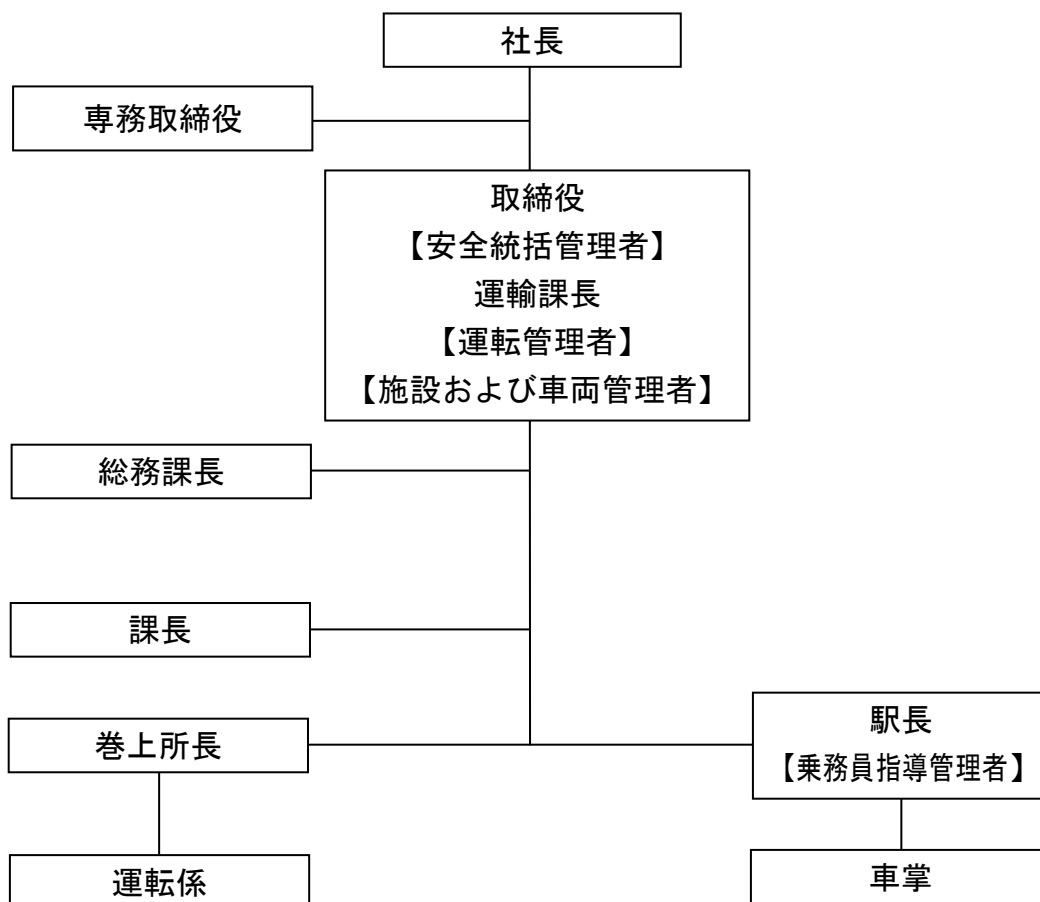 社長
専務取締役
取締役
【安全統括管理者】
運輸課長
【運転管理者】
【施設および車両管理者】
総務課長
課長
巻上所長
駅長
【乗務員指導管理者】
運転係
車掌